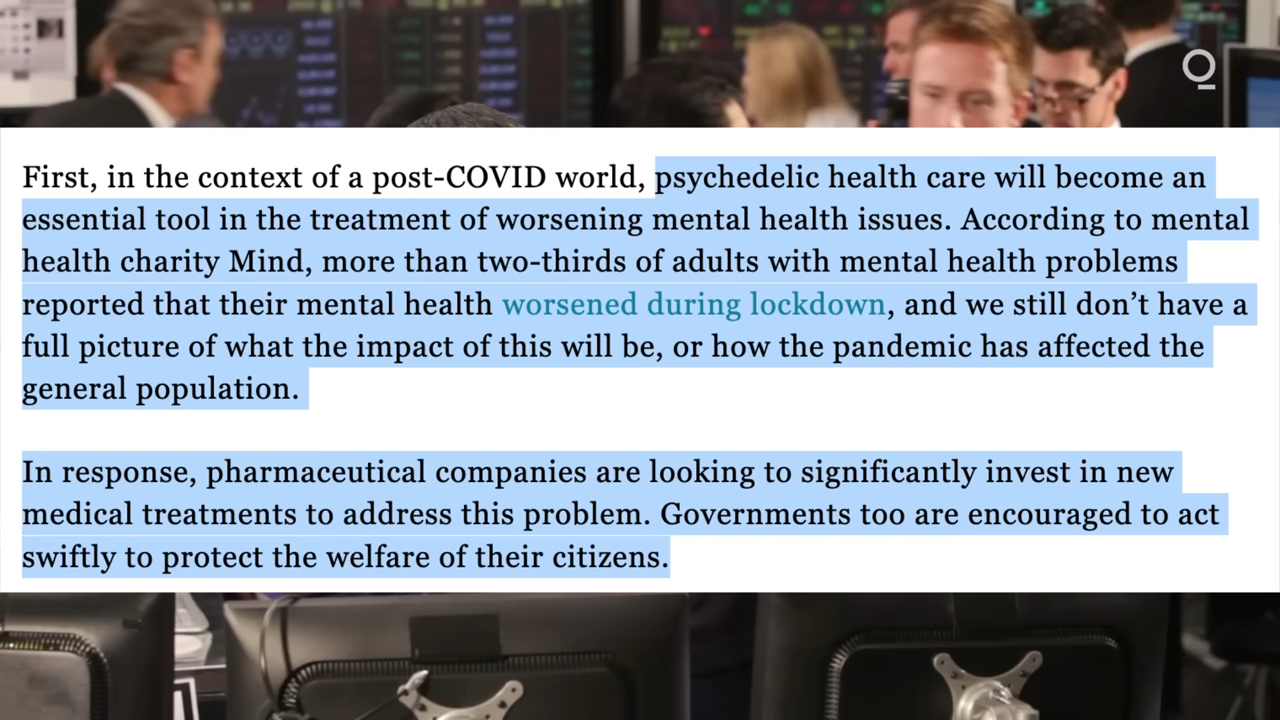 First, in the context of a post-COVID world, psychedelic health care will become an
essential tool in the treatment of worsening mental health issues. According to mental
health charity Mind, more than two-thirds of adults with mental health problems
reported that their mental health worsened during lockdown, and we still don’t have a
full picture of what the impact of this will be, or how the pandemic has affected the
general population.
In response, pharmaceutical companies are looking to significantly invest in new
medical treatments to address this problem. Governments too are encouraged to act
swiftly to protect the welfare of their citizens.